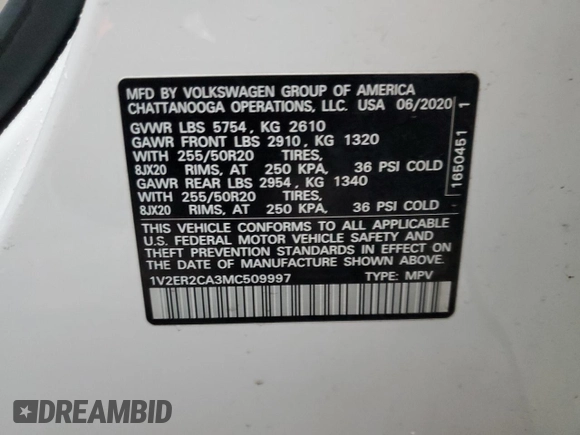 MFD BY VOLKSWAGEN GROUP OF AMERICA
CHATTANOOGA OPERATIONS, LLC. USA 06/2020
GVWR LBS 5754, KG 2610
GAWR FRONT LBS 2910, KG 1320
WITH 255/50R20 TIRES,
8JX20 RIMS, AT 250 KPA, 36 PSI COLD
GAWR REAR LBS 2954, KG 1340
WITH 255/50R20 TIRES,
8JX20 RIMS, AT 250 KPA, 36 PSI COLD
THIS VEHICLE CONFORMS TO ALL APPLICABLE
U.S. FEDERAL MOTOR VEHICLE SAFETY AND
THEFT PREVENTION STANDARDS IN EFFECT ON
THE DATE OF MANUFACTURE SHOWN ABOVE.
1V2ER2CA3MC509997 TYPE: MPV
1650451 1
DREAMBID